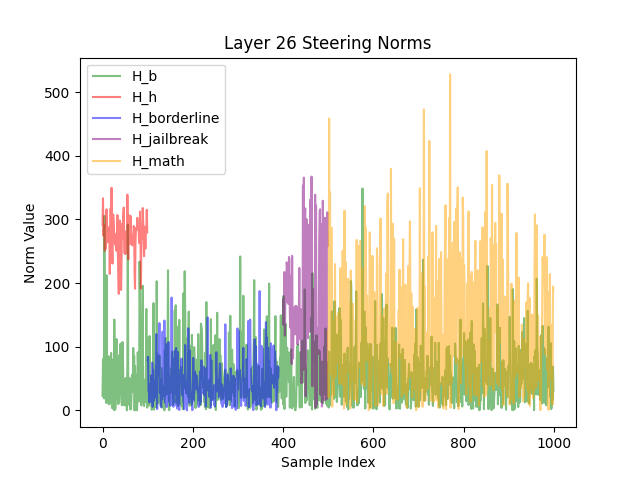 Layer 26 Steering Norms
H_b
H_h
H_borderline
H_jailbreak
H_math
Norm Value
500
400
300
200
100
0
0
200
400
600
800
1000
Sample Index